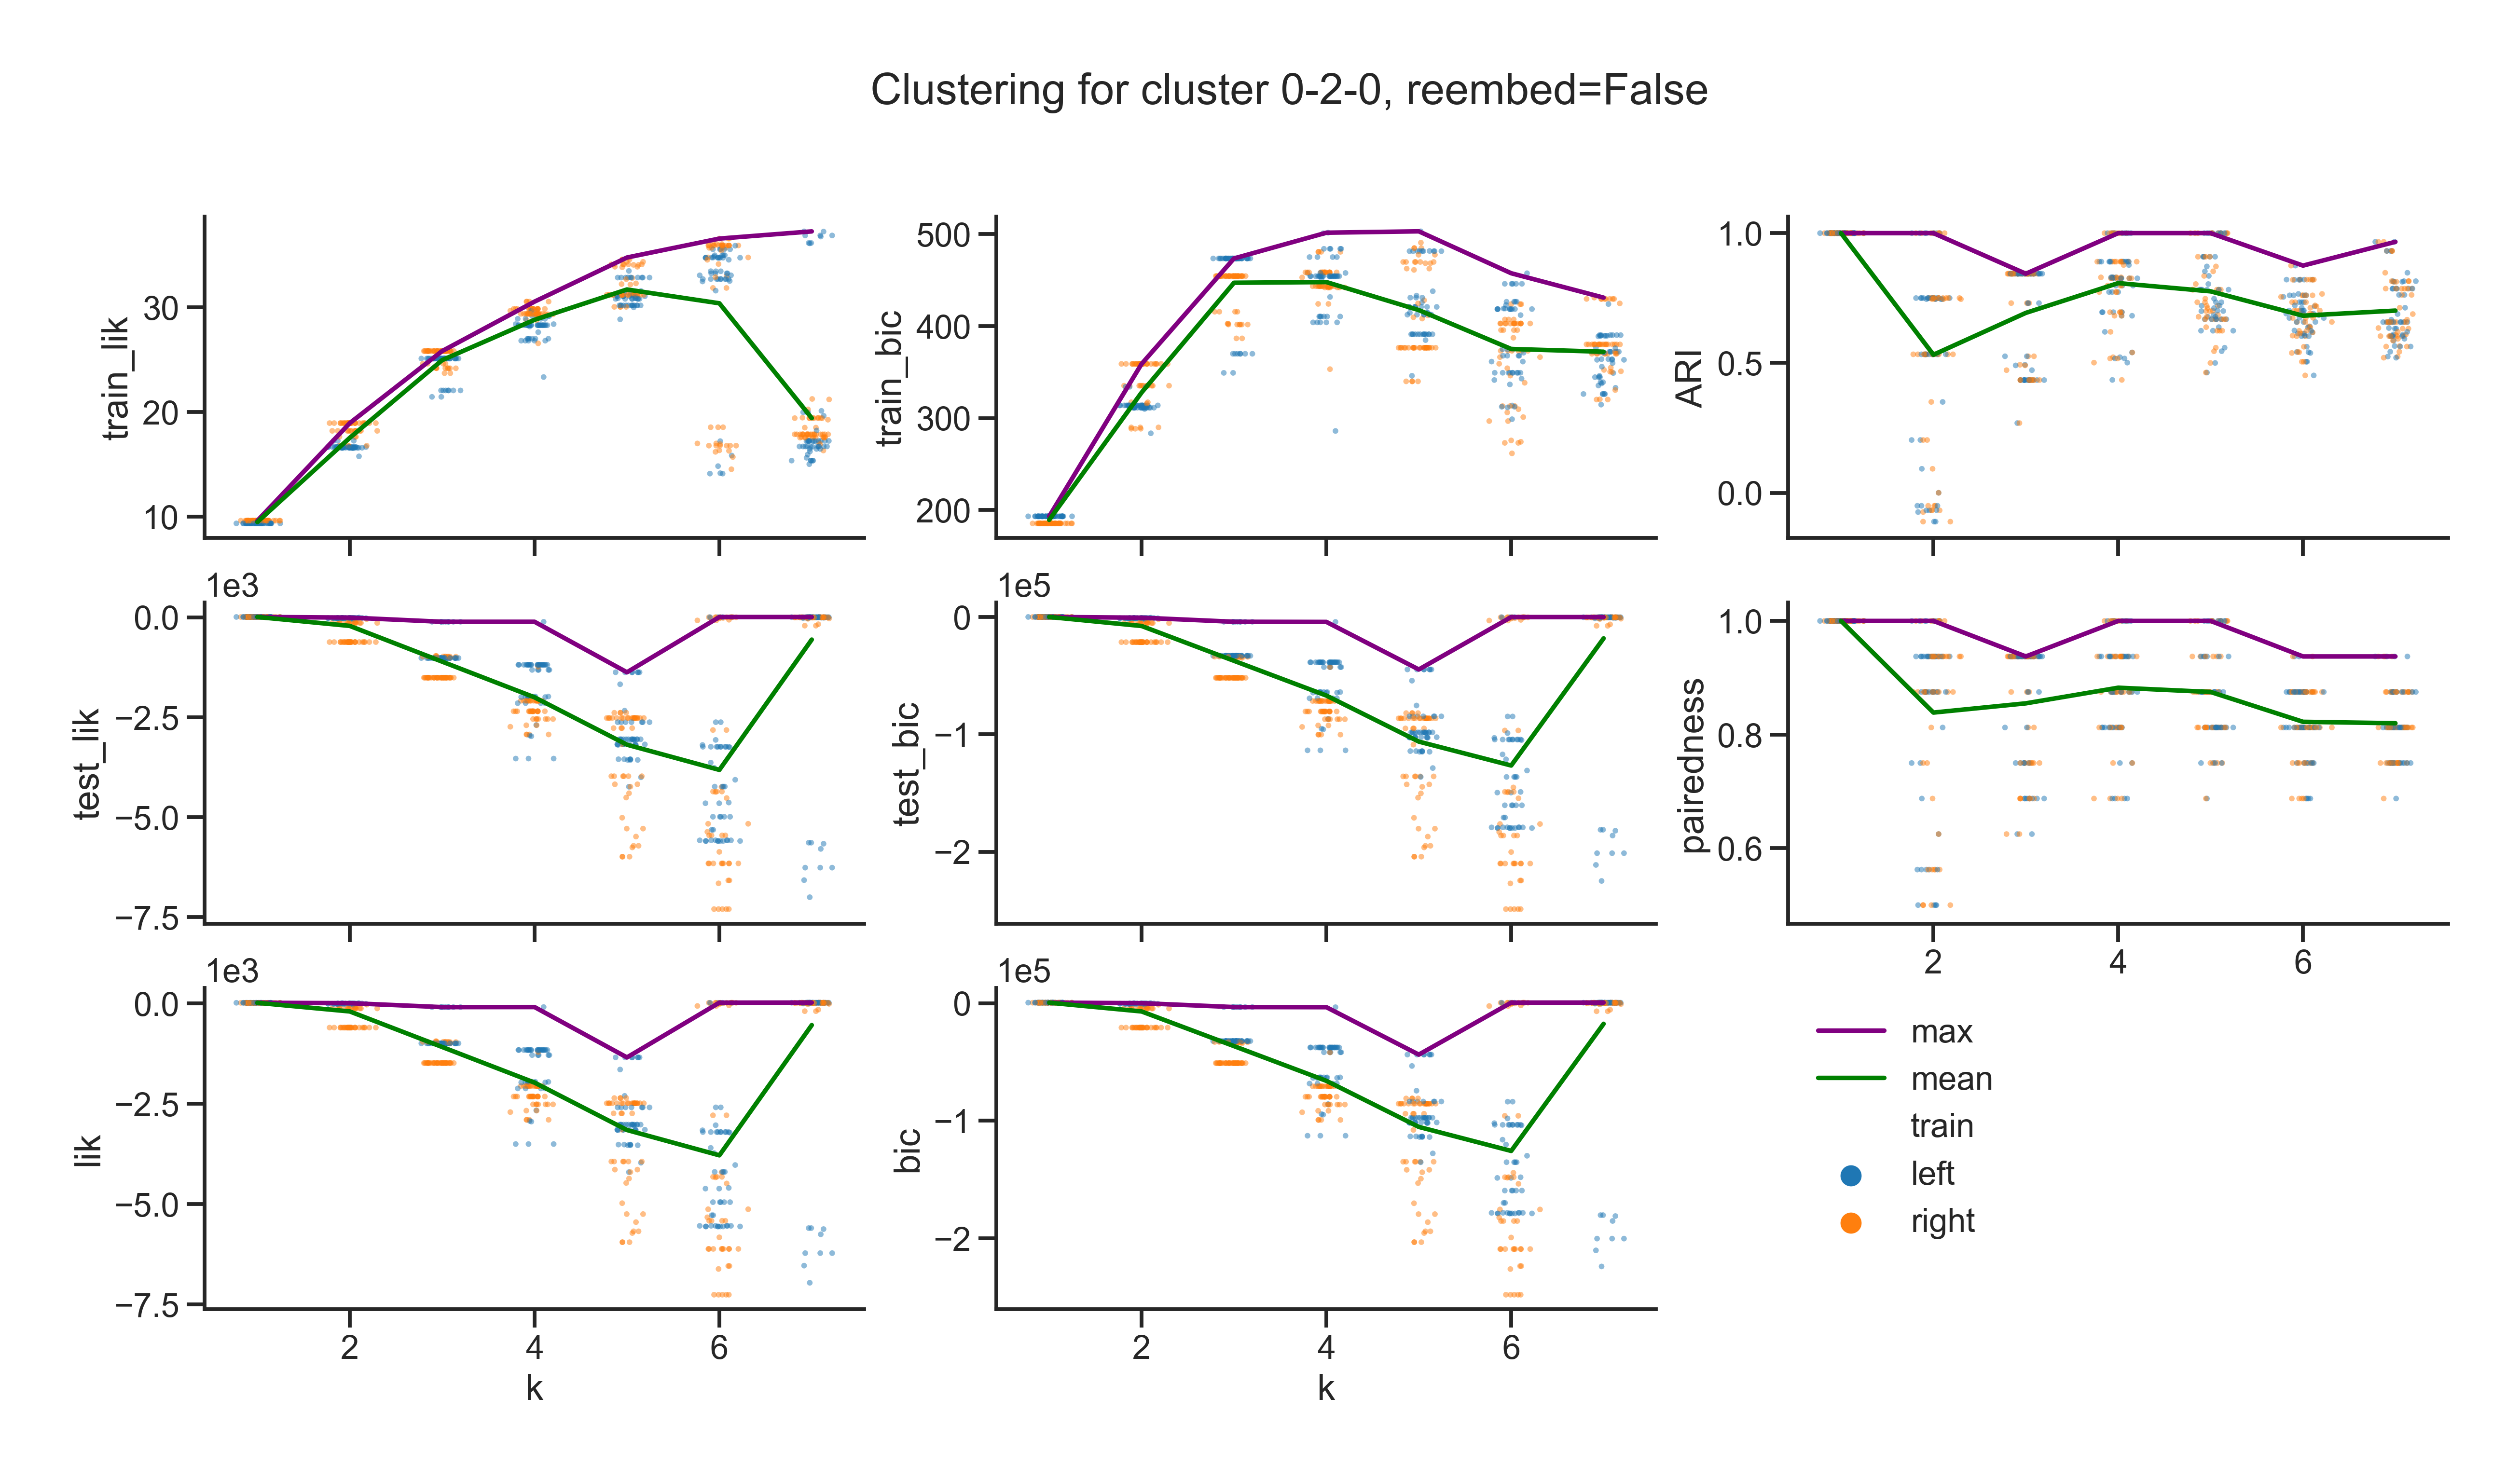 Clustering for cluster 0-2-0, reembed=False
train_lik
30
20
10
train_bic
500
400
300
200
ARI
1.0
0.5
0.0
1e3
test_lik
0.0
−2.5
−5.0
−7.5
1e5
test_bic
0
−1
−2
pairedness
1.0
0.8
0.6
2 4 6
1e3
lik
0.0
−2.5
−5.0
−7.5
2 4 6
k
1e5
bic
0
−1
−2
2 4 6
k
max
mean
train
left
right